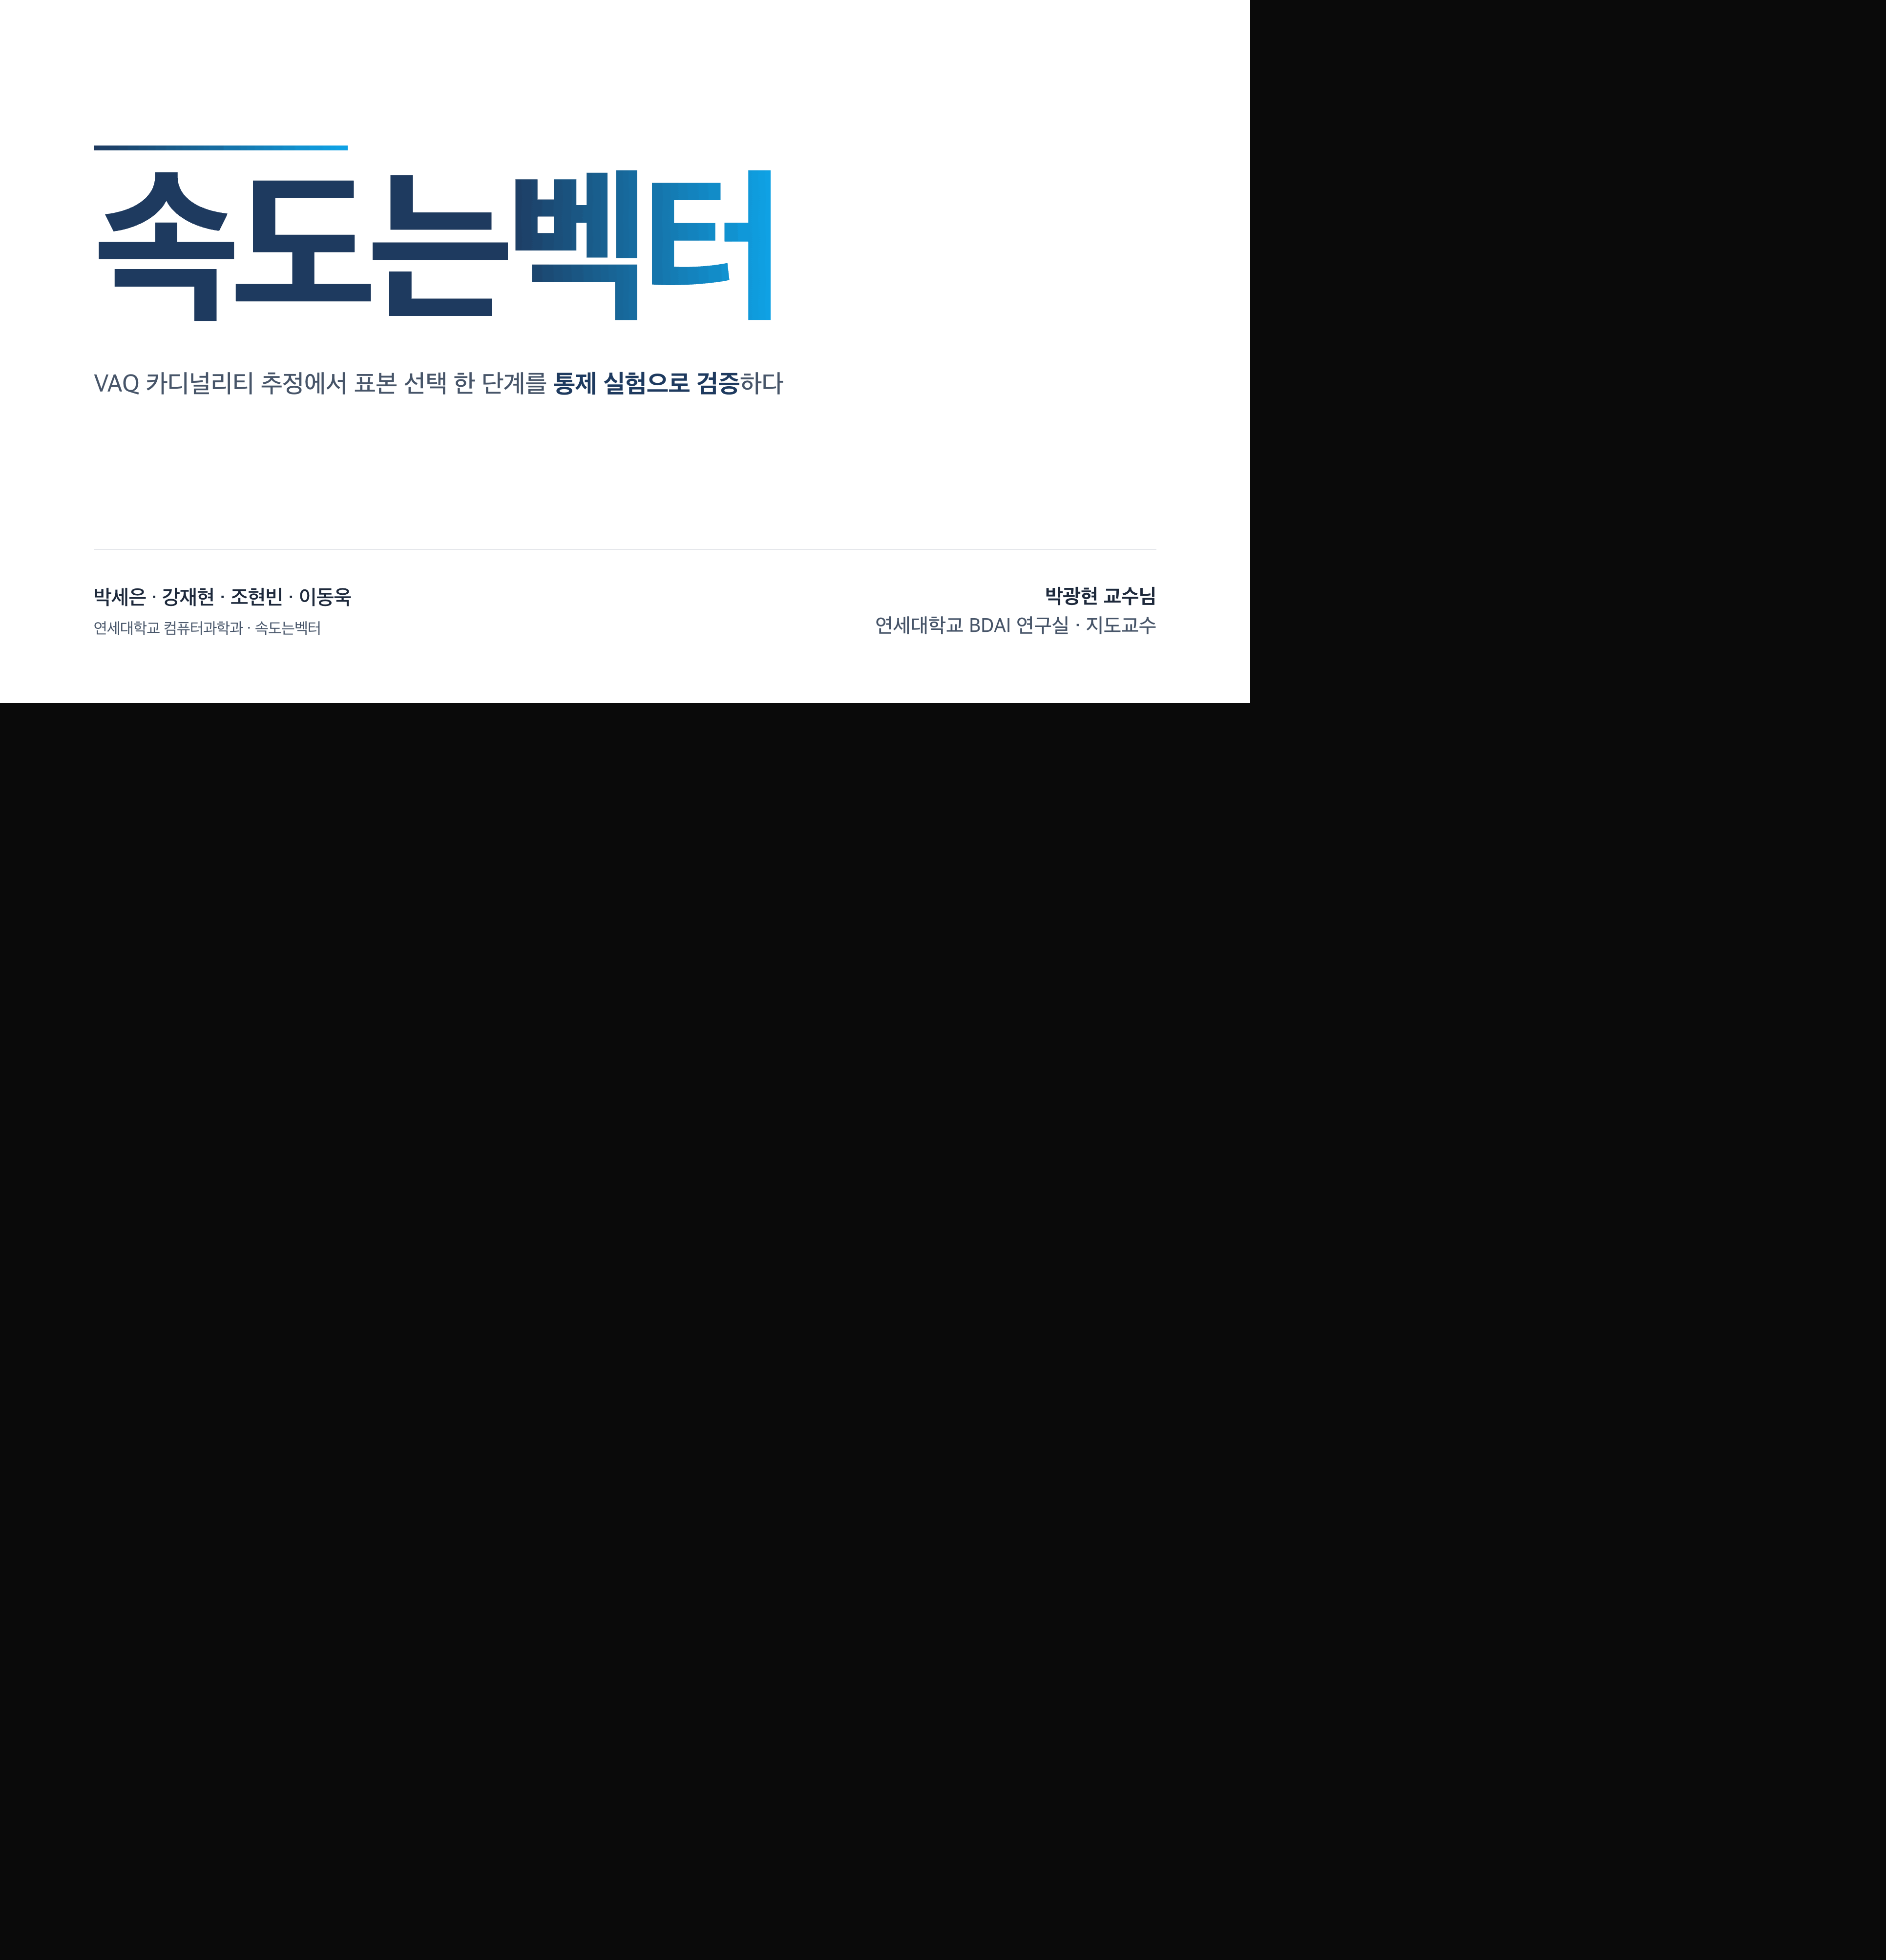 속도는벡터
VAQ 카디널리티 추정에서 표본 선택 한 단계를 통제 실험으로 검증하다
박세은 · 강재현 · 조현빈 · 이동욱
연세대학교 컴퓨터과학과 · 속도는벡터
박광현 교수님
연세대학교 BDAI 연구실 · 지도교수